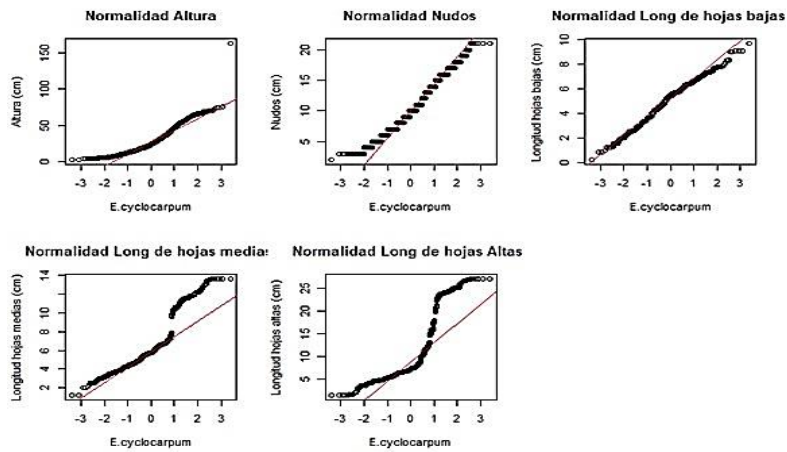 Normalidad Altura
Altura (cm)
0 50 100 150
-3 -2 -1 0 1 2 3
E.cyclocarpum
Normalidad Nudos
Nudos (cm)
5 10 15 20
-3 -2 -1 0 1 2 3
E.cyclocarpum
Normalidad Long de hojas bajas
Longitud hojas bajas (cm)
0 2 4 6 8 10
-3 -2 -1 0 1 2 3
E.cyclocarpum
Normalidad Long de hojas medias
Longitud hojas medias (cm)
2 4 6 8 10 14
-3 -2 -1 0 1 2 3
E.cyclocarpum
Normalidad Long de hojas Altas
Longitud hojas altas (cm)
5 10 15 20 25
-3 -2 -1 0 1 2 3
E.cyclocarpum